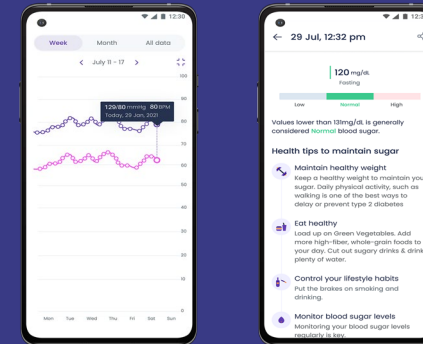 12:30
Week Month All data
July 11 - 17
100
90
129/80 mmHg 80 BPM
Today, 29 Jan, 2021
80
70
60
50
40
30
20
10
0
Mon Tue Wed Thu Fri Sat Sun
29 Jul, 12:32 pm
120 mg/dL
Fasting
Low Normal High
Values lower than 131mg/dL is generally
considered Normal blood sugar.
Health tips to maintain sugar
Maintain healthy weight
Keep a healthy weight to maintain you
sugar. Daily physical activity, such as
walking is one of the best ways to
delay or prevent type 2 diabetes
Eat healthy
Load up on Green Vegetables. Add
more high-fiber, whole-grain foods to
your day. Cut out sugary drinks & drink
plenty of water.
Control your lifestyle habits
Put the brakes on smoking and
drinking.
Monitor blood sugar levels
Monitoring your blood sugar levels
regularly is key.